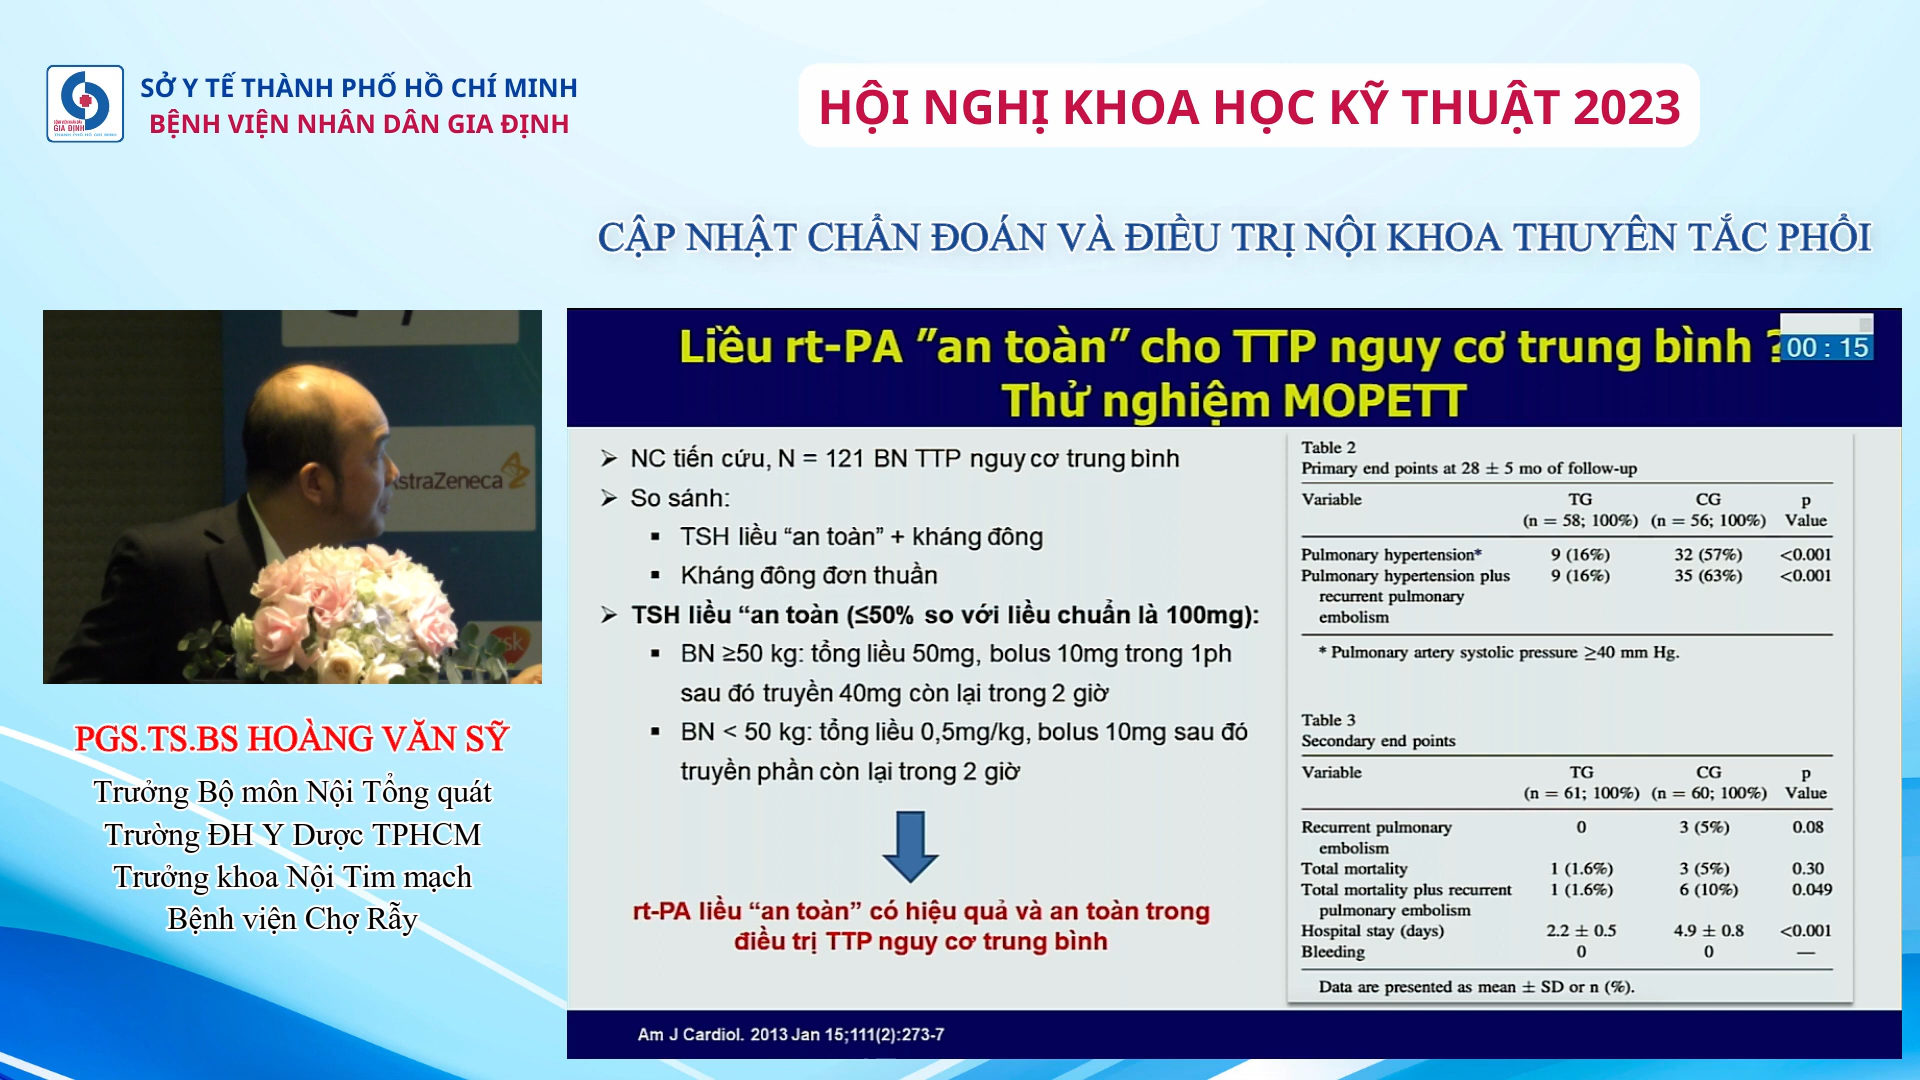 SỞ Y TẾ THÀNH PHỐ HỒ CHÍ MINH
BỆNH VIỆN NHÂN DÂN GIA ĐỊNH
GIA ĐỊNH
HỘI NGHỊ KHOA HỌC KỸ THUẬT 2023
CẬP NHẬT CHẨN ĐOÁN VÀ ĐIỀU TRỊ NỘI KHOA THUYÊN TẮC PHỔI
straZeneca
sk
PGS.TS.BS HOÀNG VĂN SỸ
Trưởng Bộ môn Nội Tổng quát
Trường ĐH Y Dược TPHCM
Trưởng khoa Nội Tim mạch
Bệnh viện Chợ Rẫy
Liều rt-PA ”an toàn” cho TTP nguy cơ trung bình ?
00 : 15
Thử nghiệm MOPETT
➢ NC tiến cứu, N = 121 BN TTP nguy cơ trung bình
➢ So sánh:
▪ TSH liều “an toàn” + kháng đông
▪ Kháng đông đơn thuần
➢ TSH liều “an toàn (≤50% so với liều chuẩn là 100mg):
▪ BN ≥50 kg: tổng liều 50mg, bolus 10mg trong 1ph
sau đó truyền 40mg còn lại trong 2 giờ
▪ BN < 50 kg: tổng liều 0,5mg/kg, bolus 10mg sau đó
truyền phần còn lại trong 2 giờ
rt-PA liều “an toàn” có hiệu quả và an toàn trong
điều trị TTP nguy cơ trung bình
Table 2
Primary end points at 28 ± 5 mo of follow-up
Variable TG CG p
(n = 58; 100%) (n = 56; 100%) Value
Pulmonary hypertension* 9 (16%) 32 (57%) <0.001
Pulmonary hypertension plus 9 (16%) 35 (63%) <0.001
recurrent pulmonary
embolism
* Pulmonary artery systolic pressure ≥40 mm Hg.
Table 3
Secondary end points
Variable TG CG p
(n = 61; 100%) (n = 60; 100%) Value
Recurrent pulmonary 0 3 (5%) 0.08
embolism
Total mortality 1 (1.6%) 3 (5%) 0.30
Total mortality plus recurrent 1 (1.6%) 6 (10%) 0.049
pulmonary embolism
Hospital stay (days) 2.2 ± 0.5 4.9 ± 0.8 <0.001
Bleeding 0 0 —
Data are presented as mean ± SD or n (%).
Am J Cardiol. 2013 Jan 15;111(2):273-7